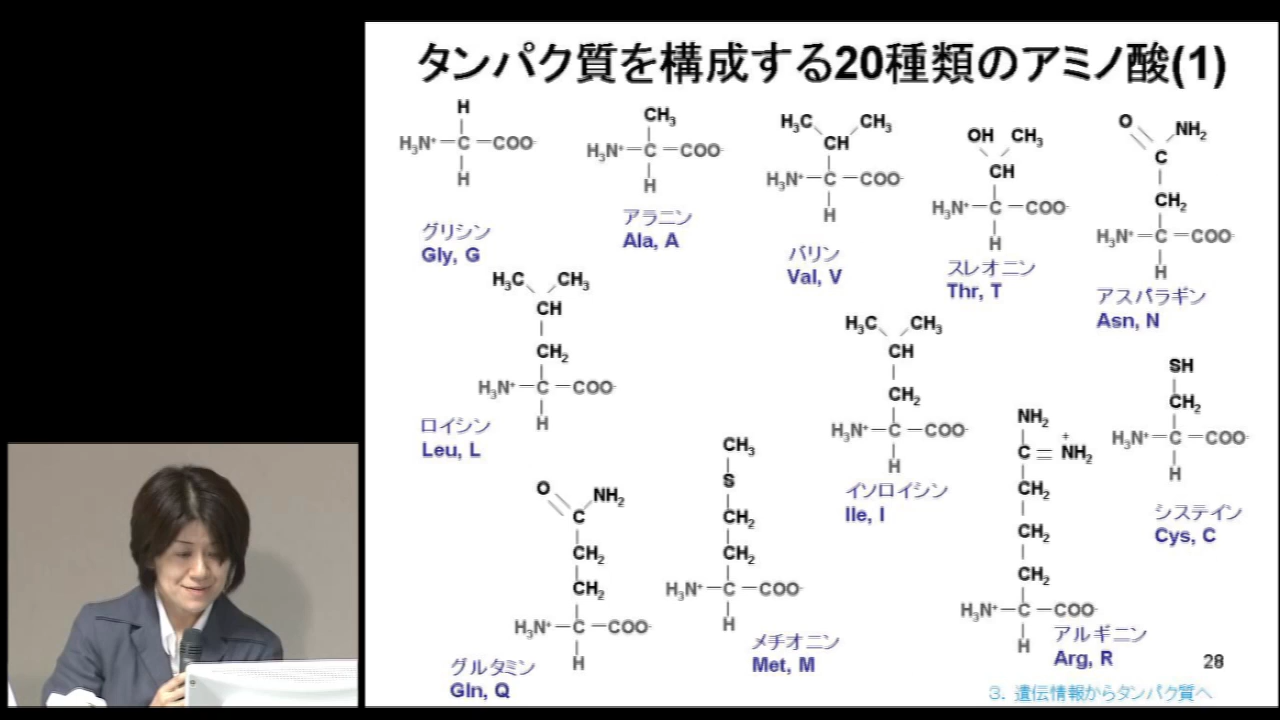 タンパク質を構成する20種類のアミノ酸(1)
H
H₃N⁺ C COO⁻
H
グリシン
Gly, G
CH₃
H₃N⁺ C COO⁻
H
アラニン
Ala, A
H₃C CH₃
CH
H₃N⁺ C COO⁻
H
バリン
Val, V
OH CH₃
CH
H₃N⁺ C COO⁻
H
スレオニン
Thr, T
O NH₂
C
CH₂
H₃N⁺ C COO⁻
H
アスパラギン
Asn, N
H₃C CH₃
CH
CH₂
H₃N⁺ C COO⁻
H
ロイシン
Leu, L
H₃C CH₃
CH
CH₂
H₃N⁺ C COO⁻
H
イソロイシン
Ile, I
SH
CH₂
H₃N⁺ C COO⁻
H
システイン
Cys, C
O NH₂
C
CH₂
CH₂
H₃N⁺ C COO⁻
H
グルタミン
Gln, Q
CH₃
S
CH₂
CH₂
H₃N⁺ C COO⁻
H
メチオニン
Met, M
NH₂
+
C NH₂
CH₂
CH₂
CH₂
H₃N⁺ C COO⁻
H
アルギニン
Arg, R
28
3. 遺伝情報からタンパク質へ